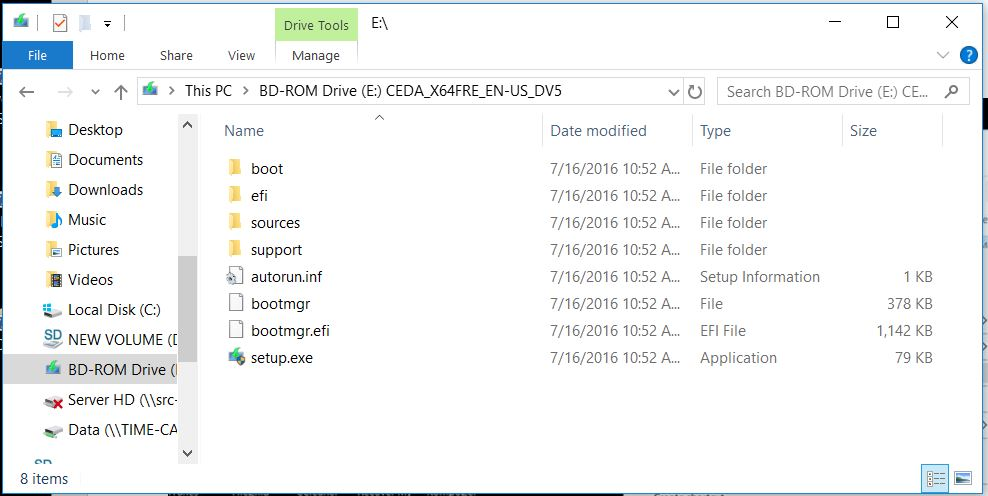 Drive Tools E:\
File Home Share View Manage
This PC BD-ROM Drive (E:) CEDA_X64FRE_EN-US_DV5 Search BD-ROM Drive (E:) CE...
Name Date modified Type Size
Desktop
Documents
Downloads
Music
Pictures
Videos
Local Disk (C:)
SD NEW VOLUME (D
BD-ROM Drive (
Server HD (\\src-
Data (\\TIME-CA
SD
boot 7/16/2016 10:52 A... File folder
efi 7/16/2016 10:52 A... File folder
sources 7/16/2016 10:52 A... File folder
support 7/16/2016 10:52 A... File folder
autorun.inf 7/16/2016 10:52 A... Setup Information 1 KB
bootmgr 7/16/2016 10:52 A... File 378 KB
bootmgr.efi 7/16/2016 10:52 A... EFI File 1,142 KB
setup.exe 7/16/2016 10:52 A... Application 79 KB
8 items